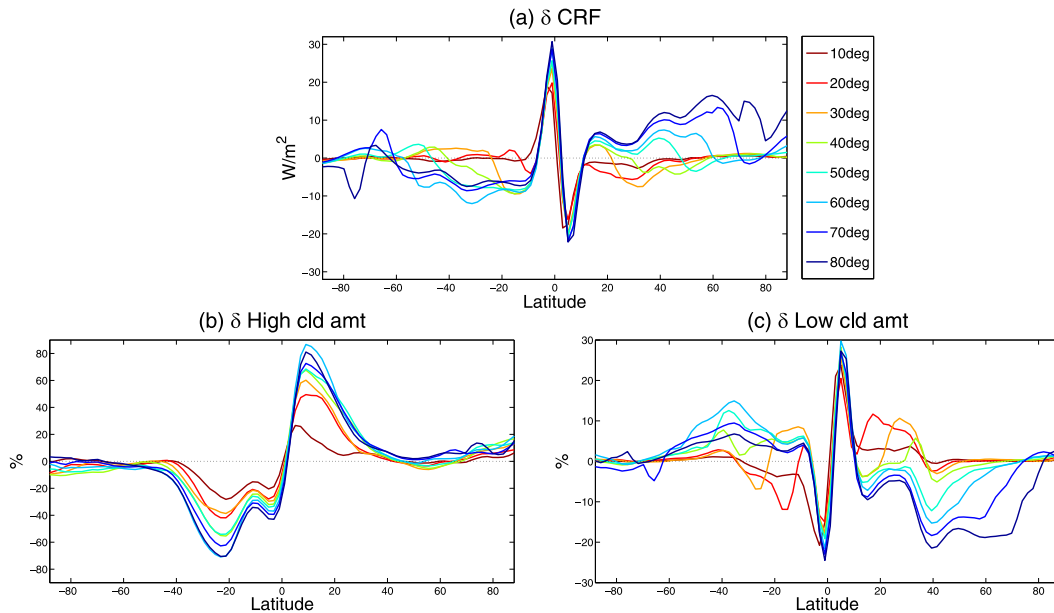 (a) δ CRF
W/m²
30
20
10
0
−10
−20
−30
−80 −60 −40 −20 0 20 40 60 80
Latitude
10deg
20deg
30deg
40deg
50deg
60deg
70deg
80deg
(b) δ High cld amt
%
80
60
40
20
0
−20
−40
−60
−80
−80 −60 −40 −20 0 20 40 60 80
Latitude
(c) δ Low cld amt
%
30
20
10
0
−10
−20
−30
−80 −60 −40 −20 0 20 40 60 80
Latitude